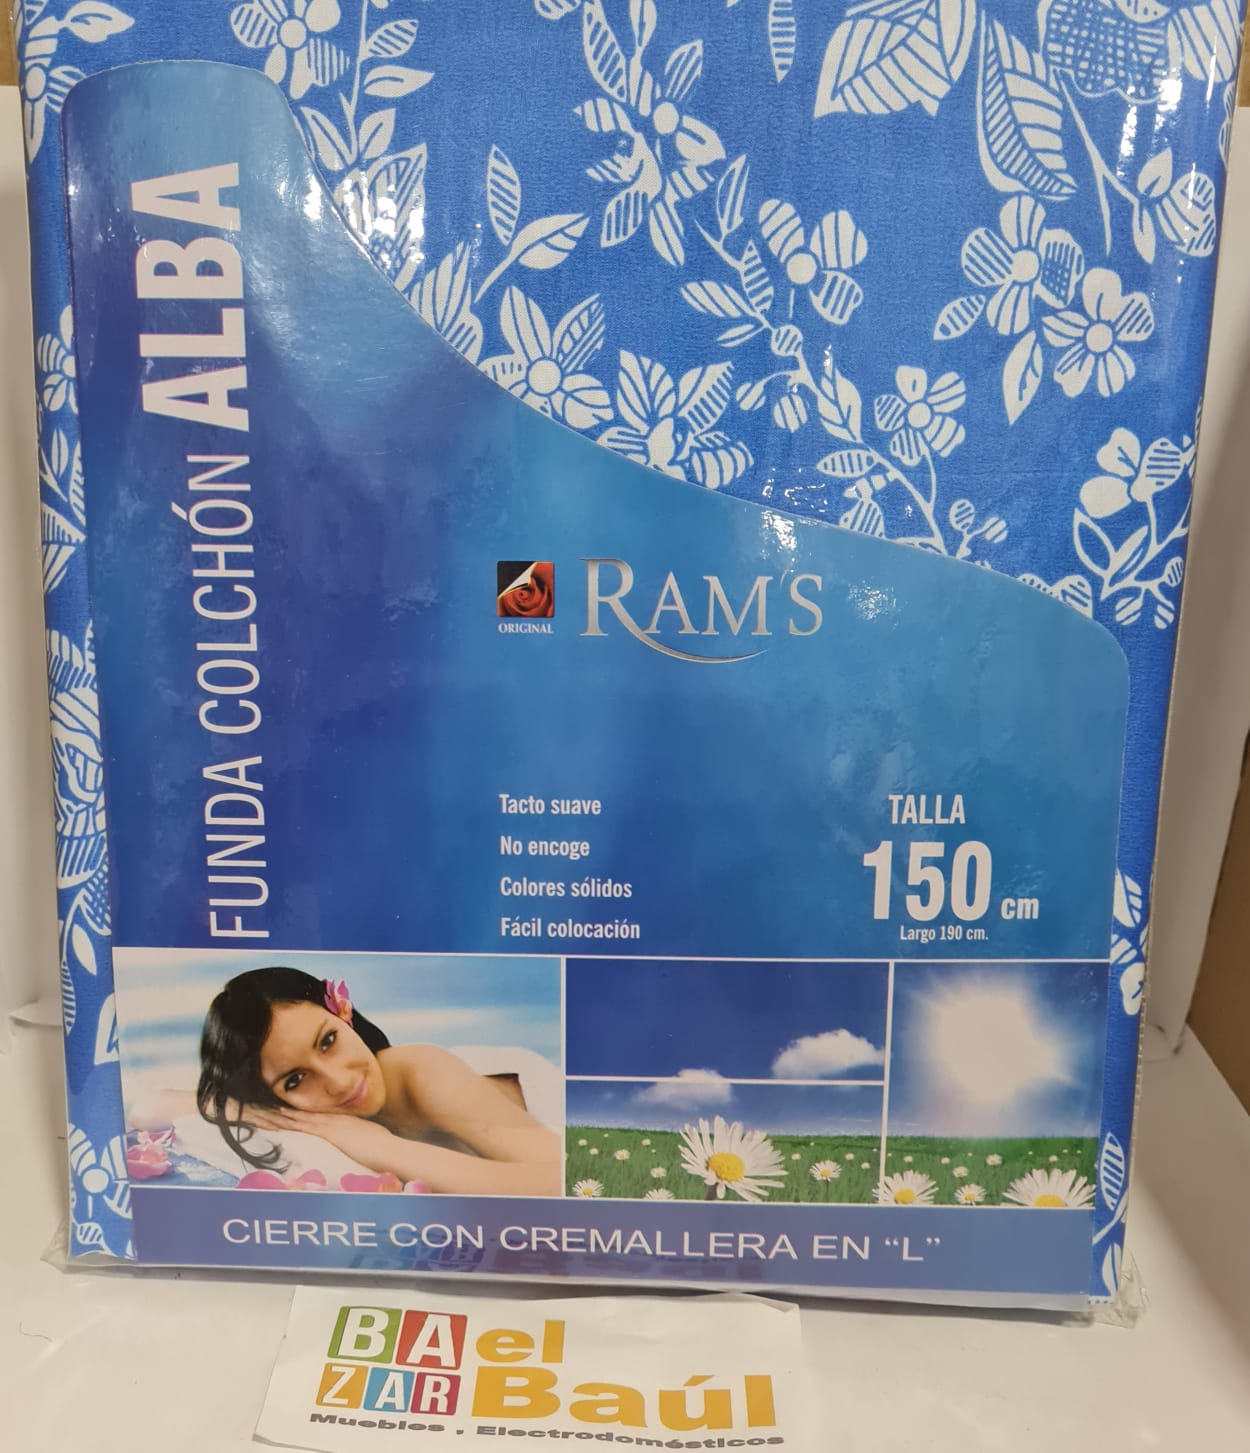 FUNDA COLCHÓN ALBA
ORIGINAL
RAM'S
Tacto suave
No encoge
Colores sólidos
Fácil colocación
TALLA
150 cm
Largo 190 cm.
CIERRE CON CREMALLERA EN “L”
BAZAR el Baúl
Muebles , Electrodomésticos